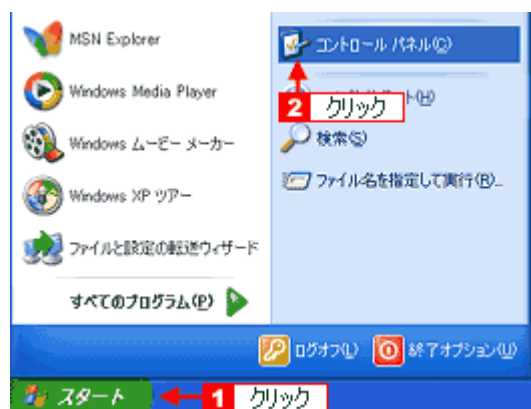 MSN Explorer
Windows Media Player
Windows ムービー メーカー
Windows XP ツアー
ファイルと設定の転送ウィザード
すべてのプログラム(P)
コントロール パネル(C)
ト(H)
2 クリック
検索(S)
ファイル名を指定して実行(R)...
ログオフ(L)
終了オプション(U)
スタート
1 クリック